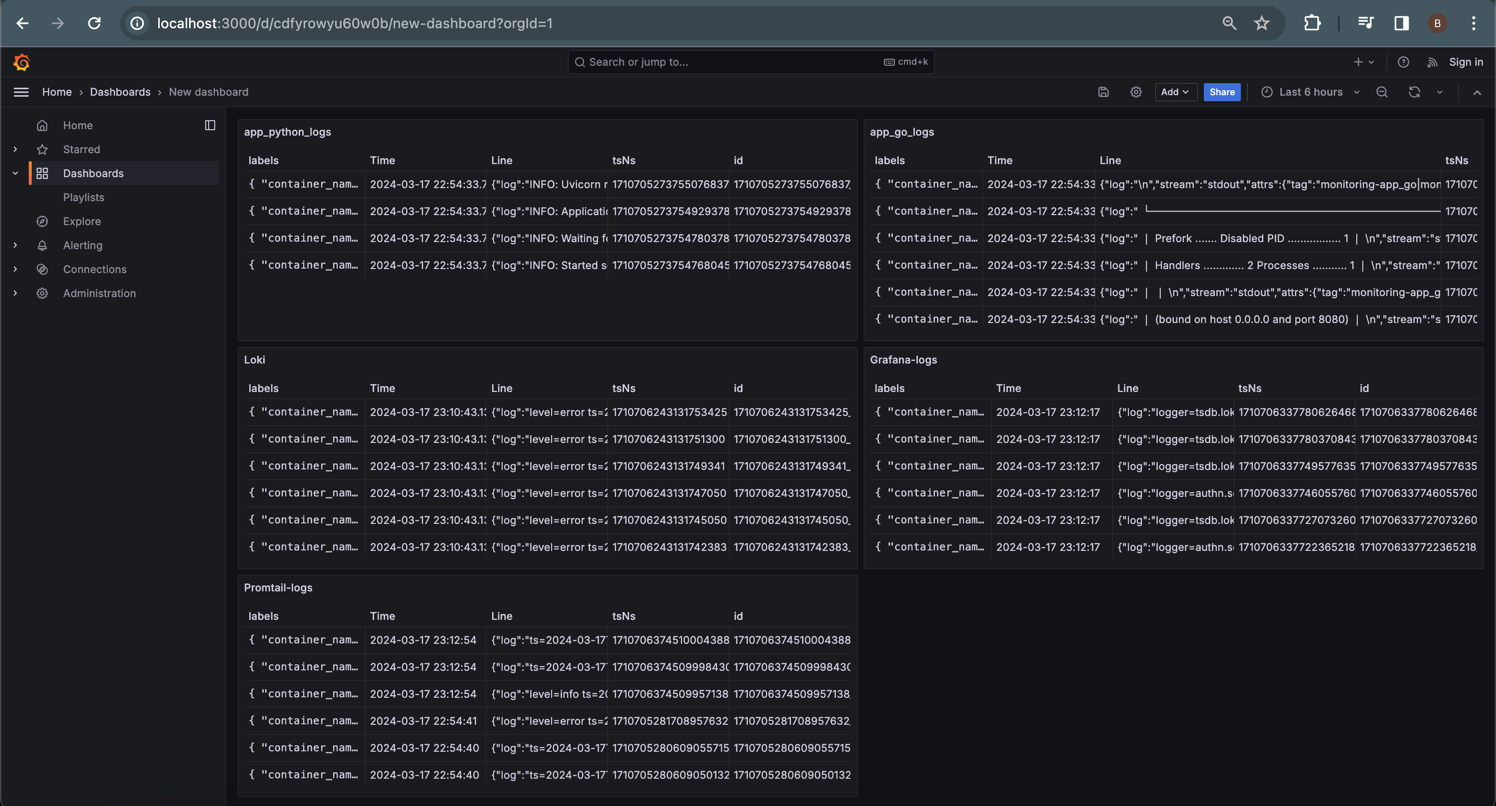 localhost:3000/d/cdfyrowyu60w0b/new-dashboard?orgId=1
B
Search or jump to...
cmd+k
Sign in
Home › Dashboards › New dashboard
Add
Share
Last 6 hours
Home
Starred
Dashboards
Playlists
Explore
Alerting
Connections
Administration
app_python_logs
labels Time Line tsNs id
{ "container_nam… 2024-03-17 22:54:33.7 {"log":"INFO: Uvicorn r 1710705273755076837 1710705273755076837_
{ "container_nam… 2024-03-17 22:54:33.7 {"log":"INFO: Applicatio 1710705273754929378 1710705273754929378
{ "container_nam… 2024-03-17 22:54:33.7 {"log":"INFO: Waiting fo 1710705273754780378 1710705273754780378
{ "container_nam… 2024-03-17 22:54:33.7 {"log":"INFO: Started s 1710705273754768045 1710705273754768045
app_go_logs
labels Time Line tsNs
{ "container_na… 2024-03-17 22:54:33 {"log":"\n","stream":"stdout","attrs":{"tag":"monitoring-app_go|mon 171070
{ "container_na… 2024-03-17 22:54:33 {"log":" └─────────────── 171070
{ "container_na… 2024-03-17 22:54:33 {"log":" | Prefork ....... Disabled PID ................ 1 | \n","stream":"s 171070
{ "container_na… 2024-03-17 22:54:33 {"log":" | Handlers ............. 2 Processes ........... 1 | \n","stream":" 171070
{ "container_na… 2024-03-17 22:54:33 {"log":" | | \n","stream":"stdout","attrs":{"tag":"monitoring-app_g 171070
{ "container_na… 2024-03-17 22:54:33 {"log":" | (bound on host 0.0.0.0 and port 8080) | \n","stream":"s 171070
Loki
labels Time Line tsNs id
{ "container_nam… 2024-03-17 23:10:43.13 {"log":"level=error ts=2 1710706243131753425 1710706243131753425_
{ "container_nam… 2024-03-17 23:10:43.13 {"log":"level=error ts=2 1710706243131751300 1710706243131751300_
{ "container_nam… 2024-03-17 23:10:43.13 {"log":"level=error ts=2 1710706243131749341 1710706243131749341_
{ "container_nam… 2024-03-17 23:10:43.13 {"log":"level=error ts=2 1710706243131747050 1710706243131747050_
{ "container_nam… 2024-03-17 23:10:43.13 {"log":"level=error ts=2 1710706243131745050 1710706243131745050_
{ "container_nam… 2024-03-17 23:10:43.13 {"log":"level=error ts=2 1710706243131742383 1710706243131742383_
Grafana-logs
labels Time Line tsNs id
{ "container_nam… 2024-03-17 23:12:17 {"log":"logger=tsdb.lok 1710706337780626468 1710706337780626468
{ "container_nam… 2024-03-17 23:12:17 {"log":"logger=tsdb.lok 1710706337780370843 1710706337780370843
{ "container_nam… 2024-03-17 23:12:17 {"log":"logger=tsdb.lok 1710706337749577635 1710706337749577635
{ "container_nam… 2024-03-17 23:12:17 {"log":"logger=authn.se 1710706337746055760 1710706337746055760
{ "container_nam… 2024-03-17 23:12:17 {"log":"logger=tsdb.lok 1710706337727073260 1710706337727073260
{ "container_nam… 2024-03-17 23:12:17 {"log":"logger=authn.se 1710706337722365218 1710706337722365218_
Promtail-logs
labels Time Line tsNs id
{ "container_nam… 2024-03-17 23:12:54 {"log":"ts=2024-03-17 1710706374510004388 1710706374510004388
{ "container_nam… 2024-03-17 23:12:54 {"log":"ts=2024-03-17 1710706374509998430 1710706374509998430
{ "container_nam… 2024-03-17 23:12:54 {"log":"level=info ts=20 1710706374509957138 1710706374509957138
{ "container_nam… 2024-03-17 22:54:41 {"log":"level=error ts=2 1710705281708957632 1710705281708957632_
{ "container_nam… 2024-03-17 22:54:40 {"log":"ts=2024-03-17 1710705280609055715 1710705280609055715
{ "container_nam… 2024-03-17 22:54:40 {"log":"ts=2024-03-17 1710705280609050132 1710705280609050132